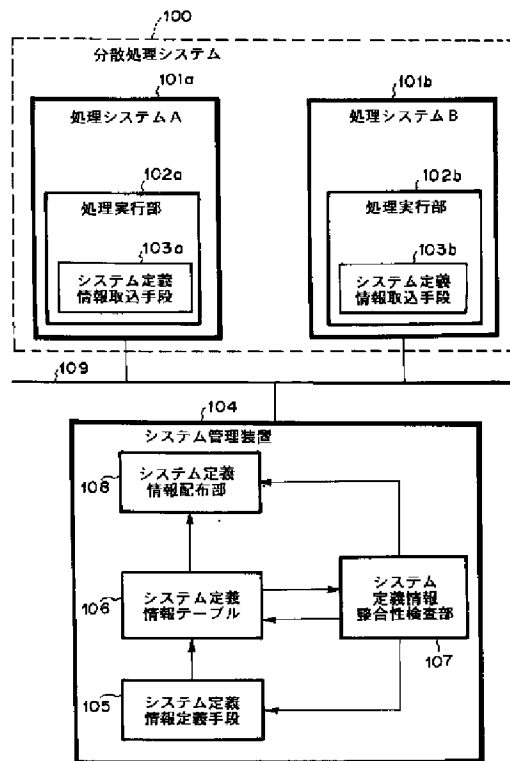 100
分散処理システム
101a
101b
処理システムA
処理システムB
102a
102b
処理実行部
処理実行部
103a
103b
システム定義
情報取込手段
システム定義
情報取込手段
109
104
システム管理装置
108
システム定義
情報配布部
106
システム定義
情報テーブル
システム
定義情報
整合性検査部
107
105
システム定義
情報定義手段